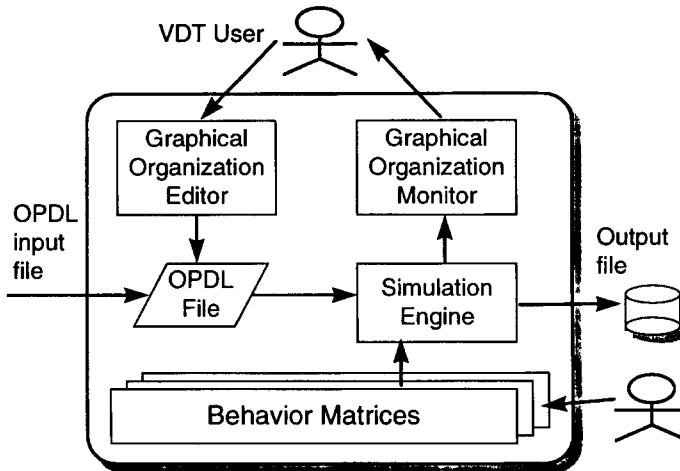 VDT User
Graphical
Organization
Editor
Graphical
Organization
Monitor
OPDL
input
file
OPDL
File
Simulation
Engine
Output
file
Behavior Matrices